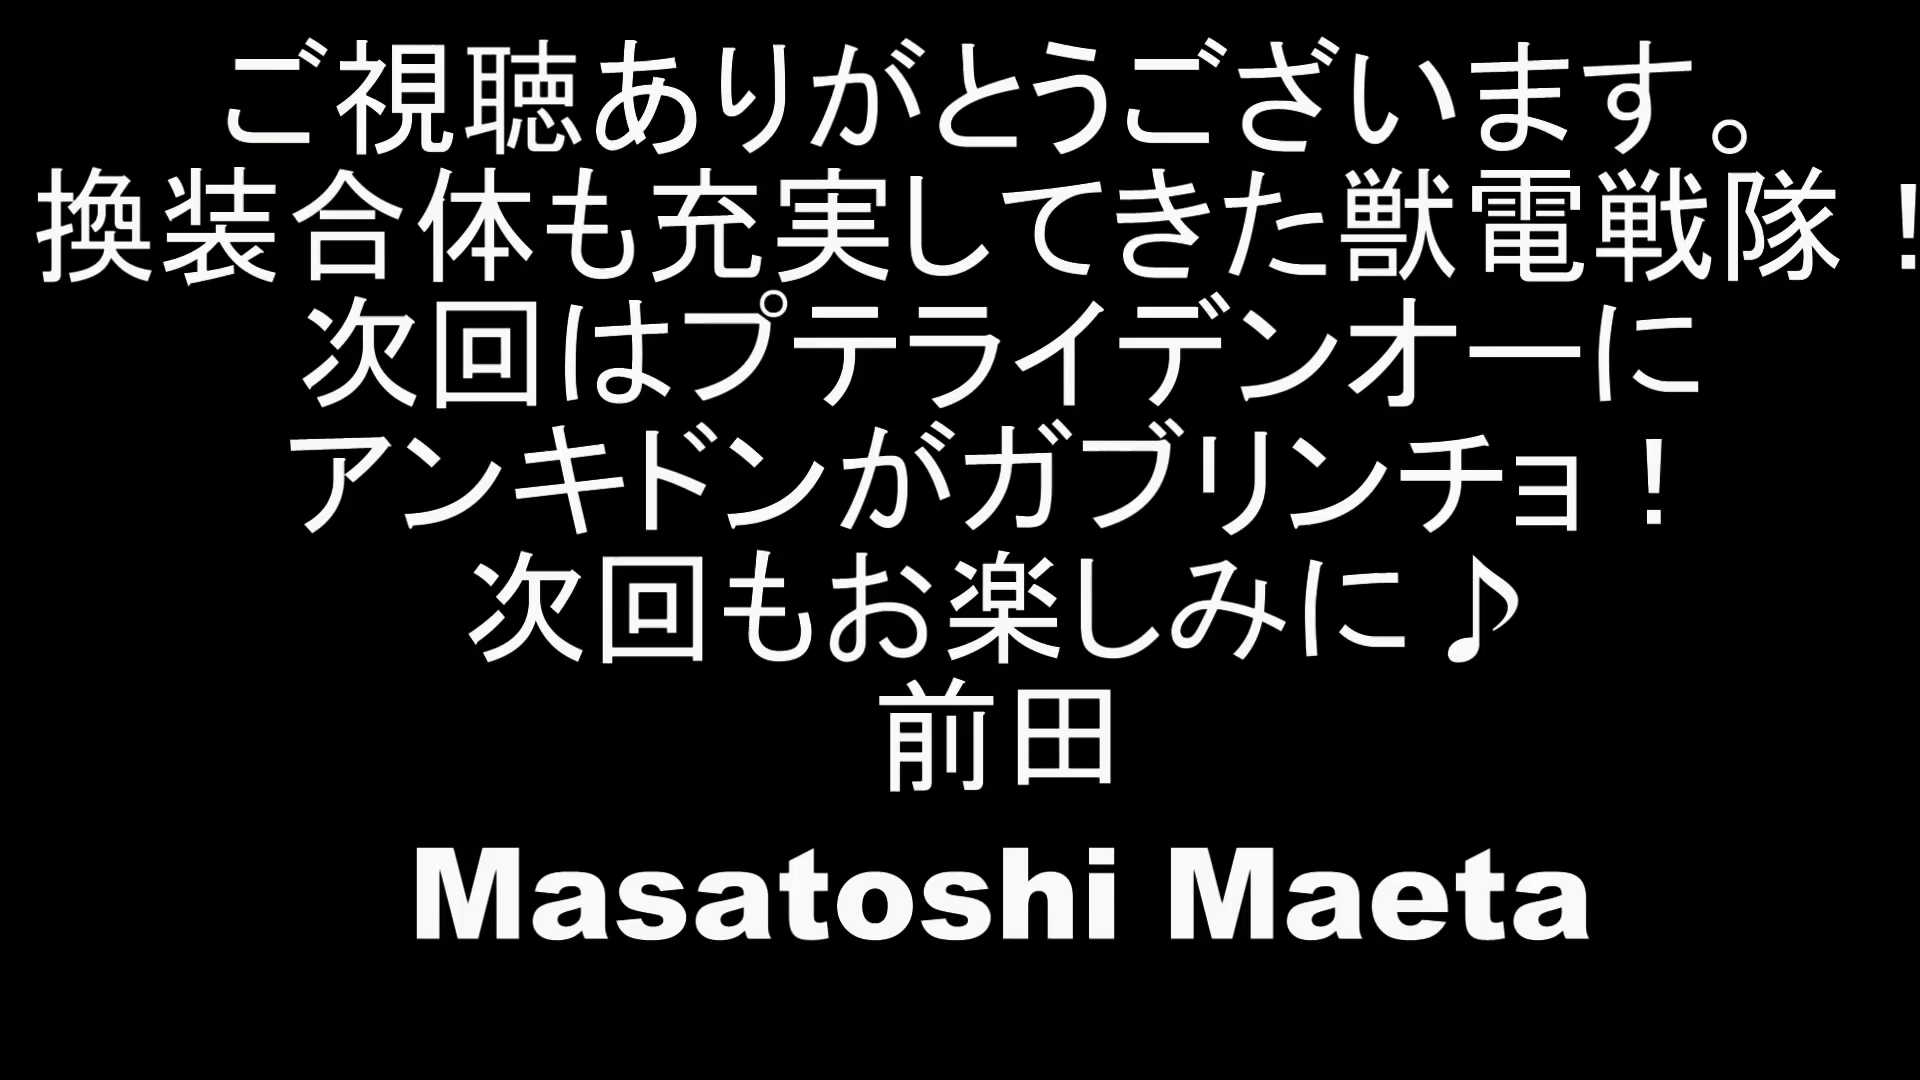 ご視聴ありがとうございます。
換装合体も充実してきた獣電戦隊！
次回はプテライデンオーに
アンキドンがガブリンチョ！
次回もお楽しみに♪
前田
Masatoshi Maeta